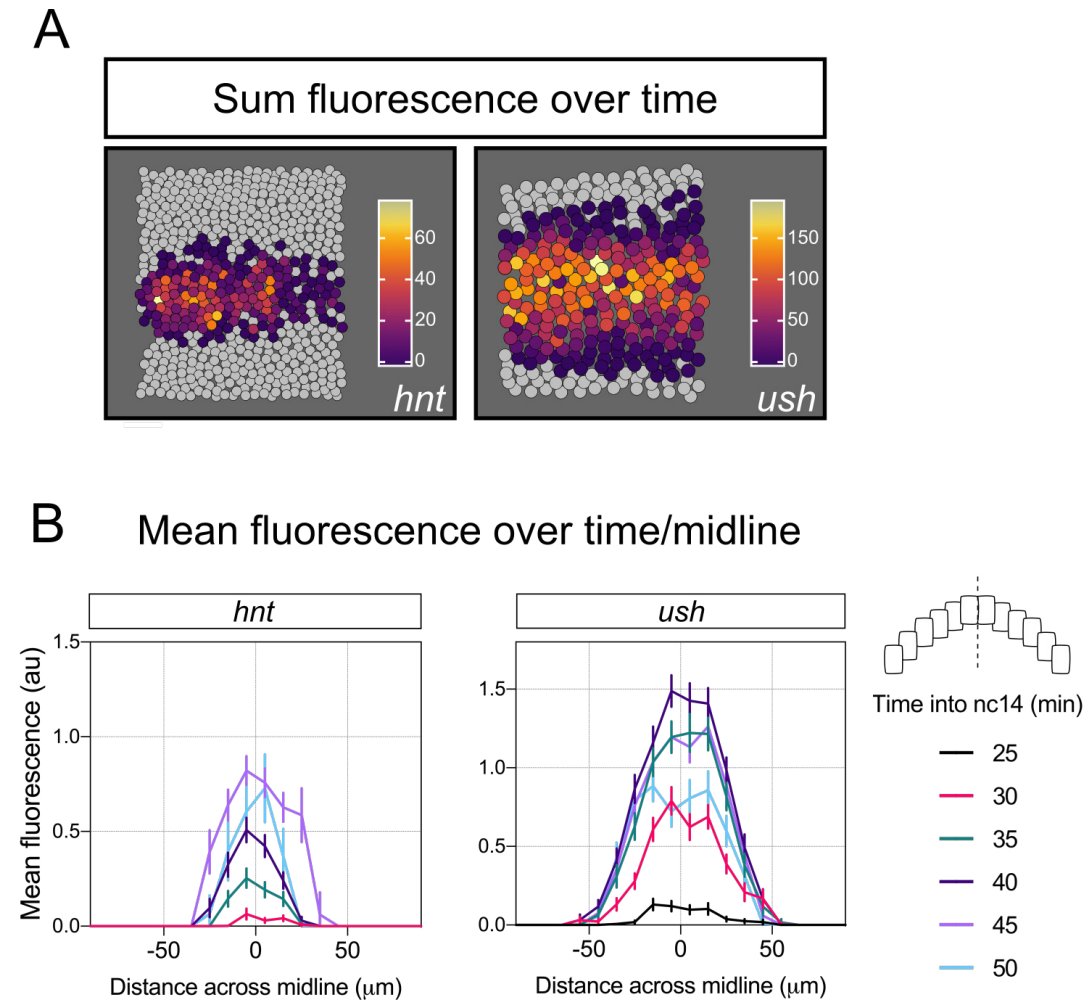 A
Sum fluorescence over time
60
40
20
0
hnt
150
100
50
0
ush
B
Mean fluorescence over time/midline
hnt
1.5
1.0
0.5
0.0
Mean fluorescence (au)
-50
0
50
Distance across midline (μm)
ush
1.5
1.0
0.5
0.0
-50
0
50
Distance across midline (μm)
Time into nc14 (min)
25
30
35
40
45
50